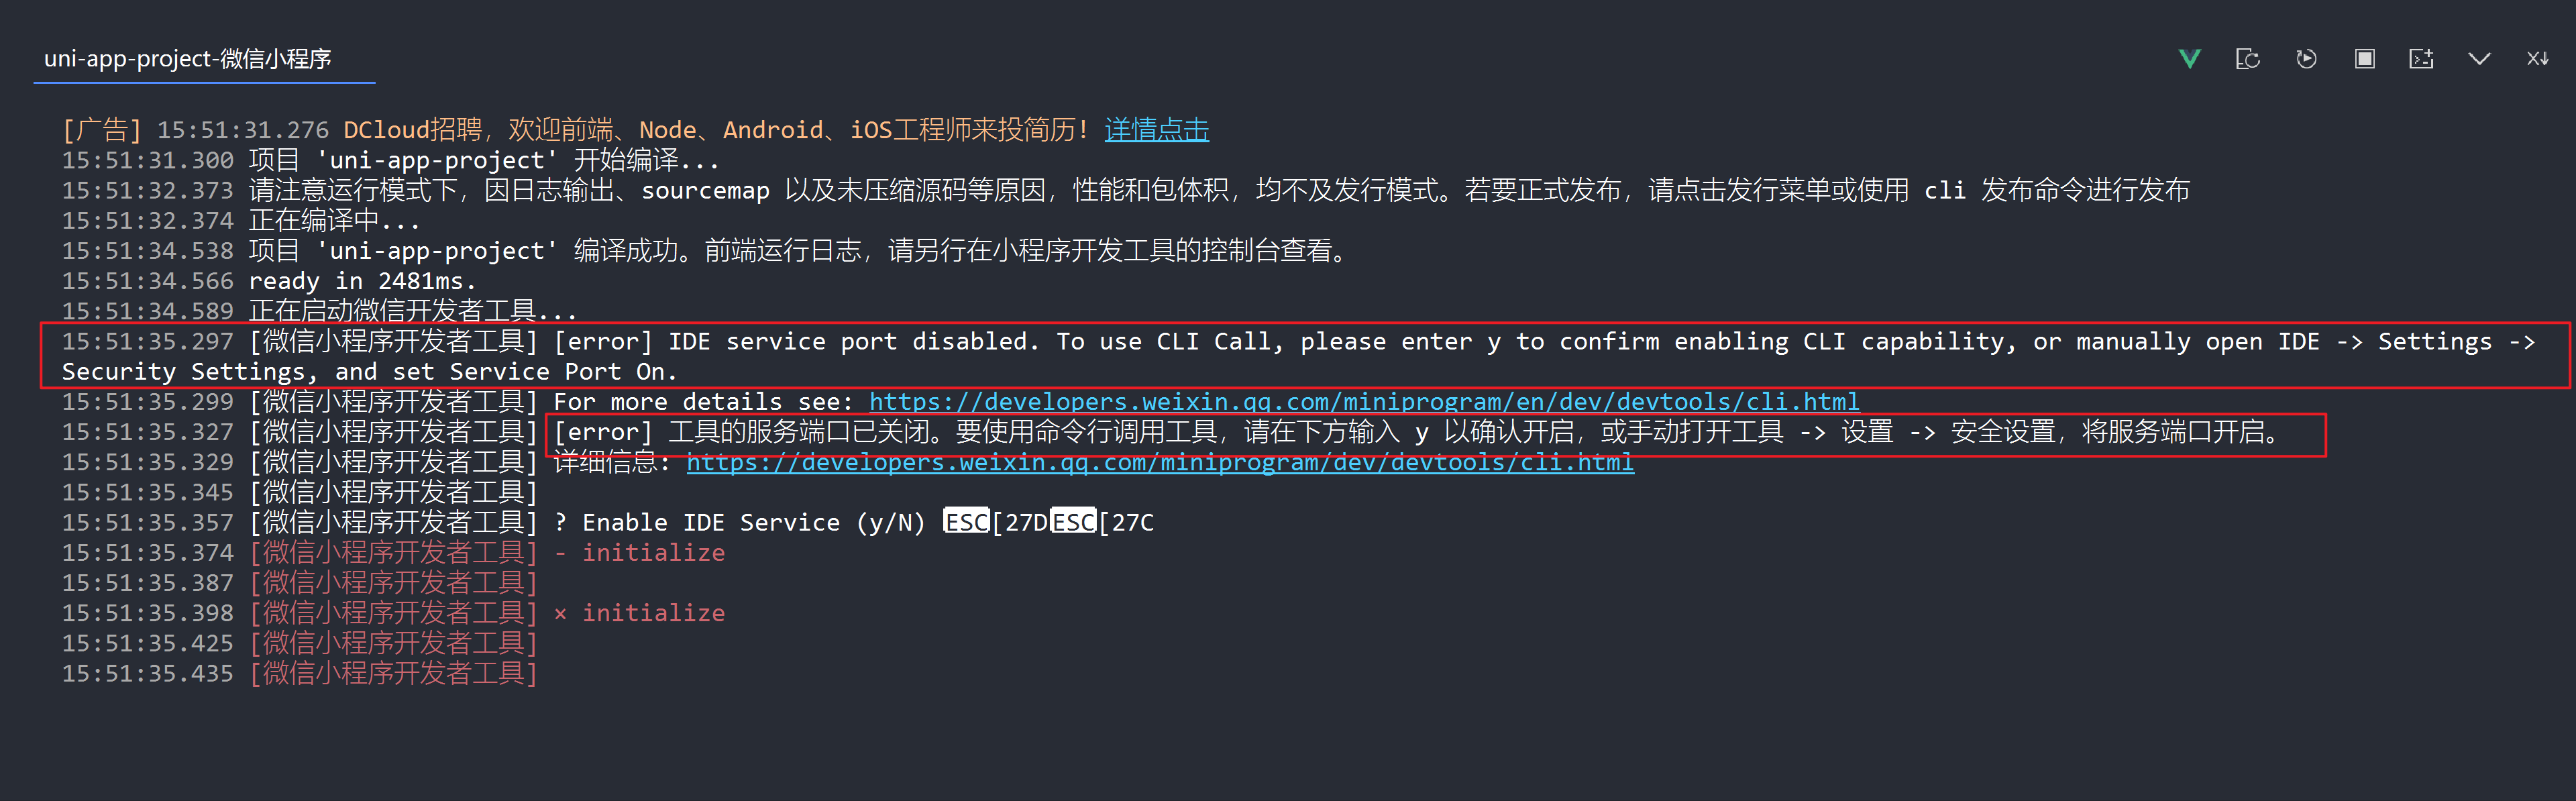 uni-app-project-微信小程序
[广告] 15:51:31.276 DCloud招聘，欢迎前端、Node、Android、iOS工程师来投简历! 详情点击
15:51:31.300 项目 'uni-app-project' 开始编译...
15:51:32.373 请注意运行模式下，因日志输出、sourcemap 以及未压缩源码等原因，性能和包体积，均不及发行模式。若要正式发布，请点击发行菜单或使用 cli 发布命令进行发布
15:51:32.374 正在编译中...
15:51:34.538 项目 'uni-app-project' 编译成功。前端运行日志，请另行在小程序开发工具的控制台查看。
15:51:34.566 ready in 2481ms.
15:51:34.589 正在启动微信开发者工具...
15:51:35.297 [微信小程序开发者工具] [error] IDE service port disabled. To use CLI Call, please enter y to confirm enabling CLI capability, or manually open IDE -> Settings ->
Security Settings, and set Service Port On.
15:51:35.299 [微信小程序开发者工具] For more details see: https://developers.weixin.qq.com/miniprogram/en/dev/devtools/cli.html
15:51:35.327 [微信小程序开发者工具] [error] 工具的服务端口已关闭。要使用命令行调用工具，请在下方输入 y 以确认开启，或手动打开工具 -> 设置 -> 安全设置，将服务端口开启。
15:51:35.329 [微信小程序开发者工具] 详细信息: https://developers.weixin.qq.com/miniprogram/dev/devtools/cli.html
15:51:35.345 [微信小程序开发者工具]
15:51:35.357 [微信小程序开发者工具] ? Enable IDE Service (y/N) ESC[27DESC[27C
15:51:35.374 [微信小程序开发者工具] - initialize
15:51:35.387 [微信小程序开发者工具]
15:51:35.398 [微信小程序开发者工具] × initialize
15:51:35.425 [微信小程序开发者工具]
15:51:35.435 [微信小程序开发者工具]